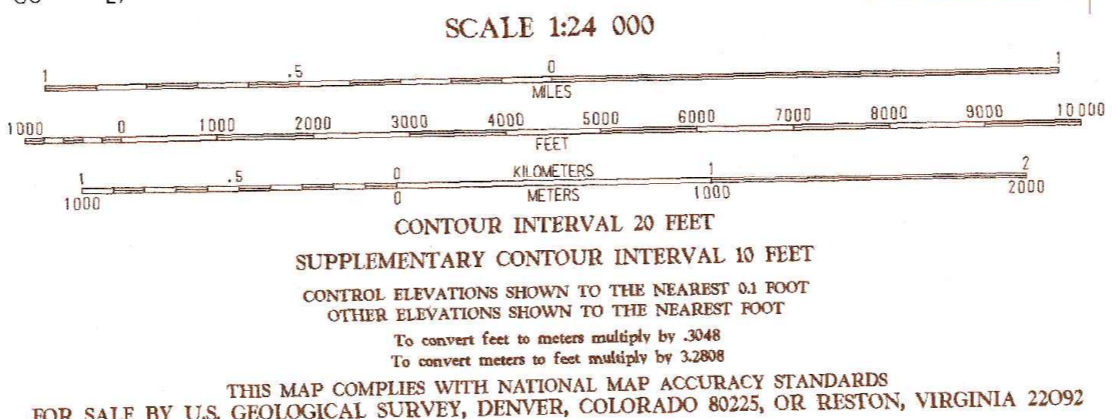 SCALE 1:24 000
1 .5 0 1
MILES
1000 0 1000 2000 3000 4000 5000 6000 7000 8000 9000 10 000
FEET
1 .5 0 KILOMETERS 1 2
1000 0 METERS 1000 2000
CONTOUR INTERVAL 20 FEET
SUPPLEMENTARY CONTOUR INTERVAL 10 FEET
CONTROL ELEVATIONS SHOWN TO THE NEAREST 0.1 FOOT
OTHER ELEVATIONS SHOWN TO THE NEAREST FOOT
To convert feet to meters multiply by .3048
To convert meters to feet multiply by 3.2808
THIS MAP COMPLIES WITH NATIONAL MAP ACCURACY STANDARDS
FOR SALE BY U.S. GEOLOGICAL SURVEY, DENVER, COLORADO 80225, OR RESTON, VIRGINIA 22092